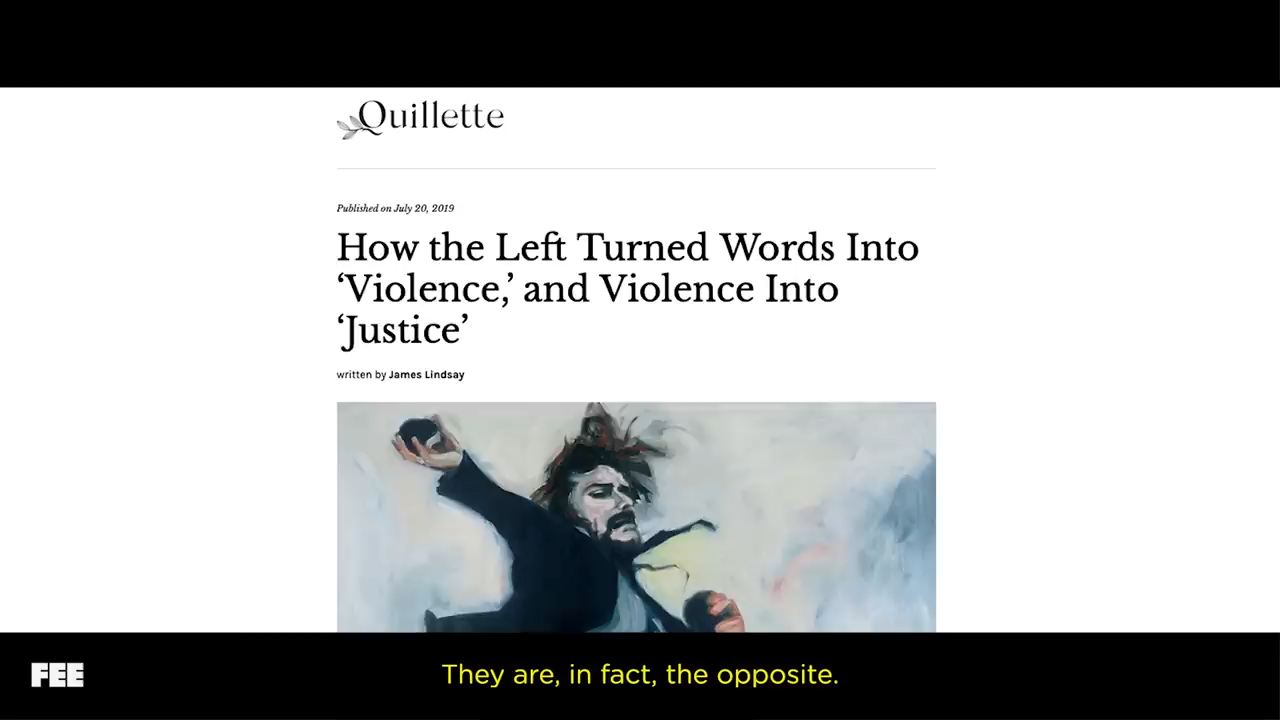 Quillette
Published on July 20, 2019
How the Left Turned Words Into
‘Violence,’ and Violence Into
‘Justice’
written by James Lindsay
FEE
They are, in fact, the opposite.